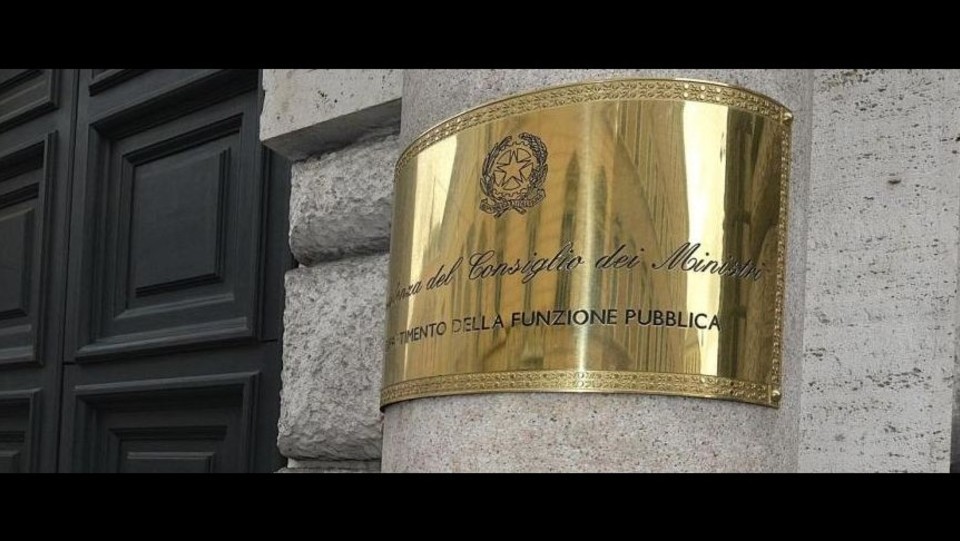 del Consiglio dei Ministri
DELLA FUNZIONE PUBBLICA